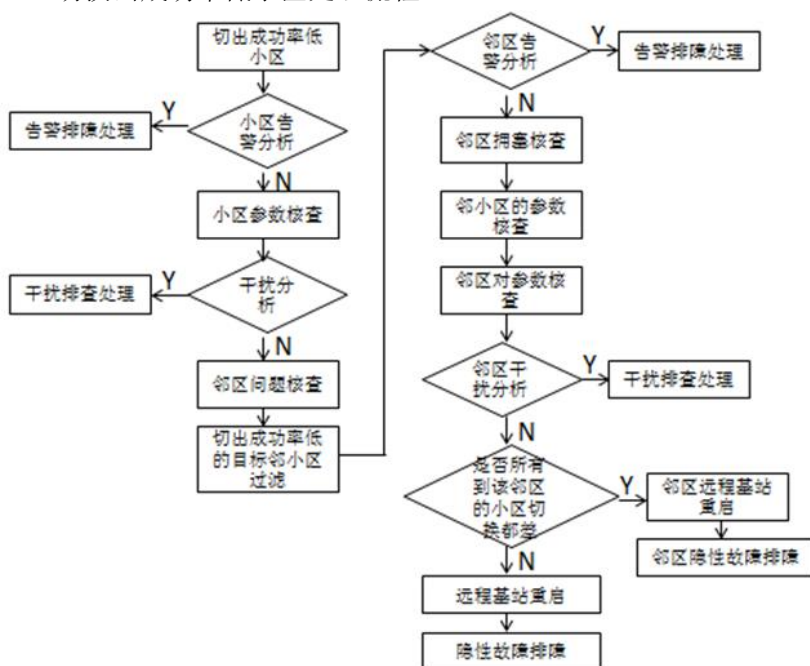 切出成功率低
小区
Y
告警排障处理
小区告
警分析
N
小区参数核查
Y
干扰排查处理
干扰分
析
N
邻区问题核查
切出成功率低
的目标邻小区
过滤
邻区告
警分析
Y
告警排障处理
N
邻区拥塞核查
邻小区的参数
核查
邻区对参数核
查
邻区干
扰分析
Y
干扰排查处理
N
是否所有
到该邻区
的小区切
换都差
Y
邻区远程基站
重启
邻区隐性故障排障
N
远程基站重启
隐性故障排障